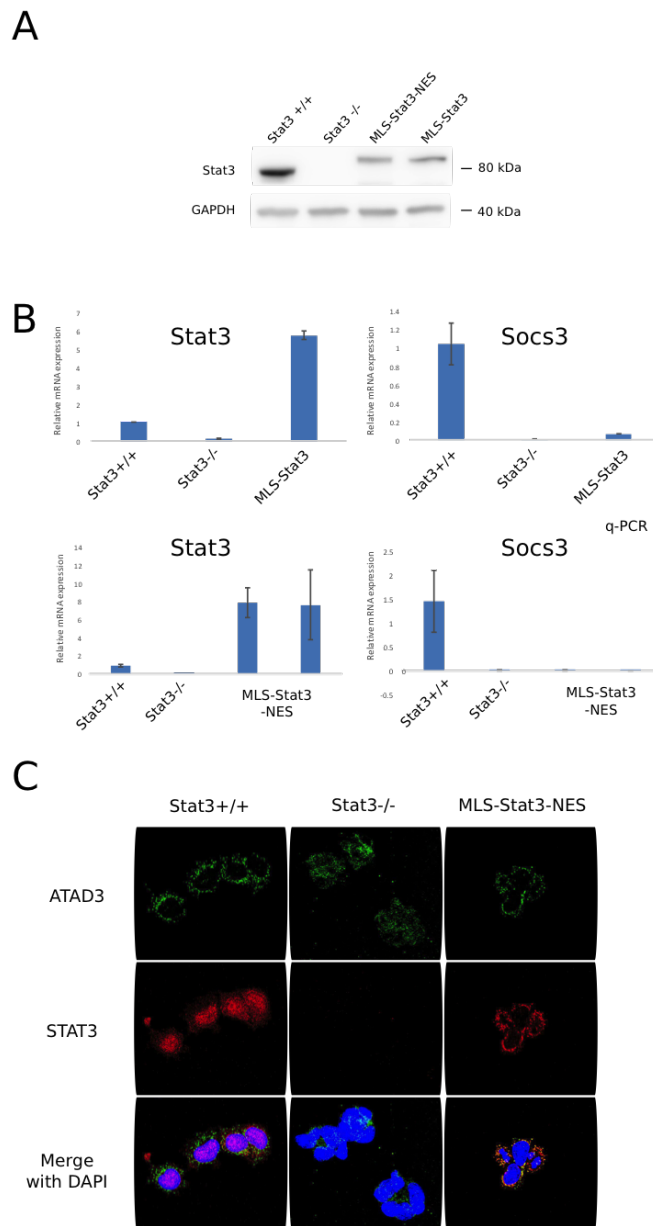 A
Stat3 +/+
Stat3 -/-
MLS-Stat3-NES
MLS-Stat3
Stat3
80 kDa
GAPDH
40 kDa
B
Stat3
Relative mRNA expression
7
6
5
4
3
2
1
0
Stat3+/+
Stat3-/-
MLS-Stat3
Socs3
Relative mRNA expression
1.4
1.2
1
0.8
0.6
0.4
0.2
0
Stat3+/+
Stat3-/-
MLS-Stat3
q-PCR
Stat3
Relative mRNA expression
14
12
10
8
6
4
2
0
Stat3+/+
Stat3-/-
MLS-Stat3
-NES
Socs3
Relative mRNA expression
2.5
2
1.5
1
0.5
0
-0.5
Stat3+/+
Stat3-/-
MLS-Stat3
-NES
C
Stat3+/+
Stat3-/-
MLS-Stat3-NES
ATAD3
STAT3
Merge
with DAPI